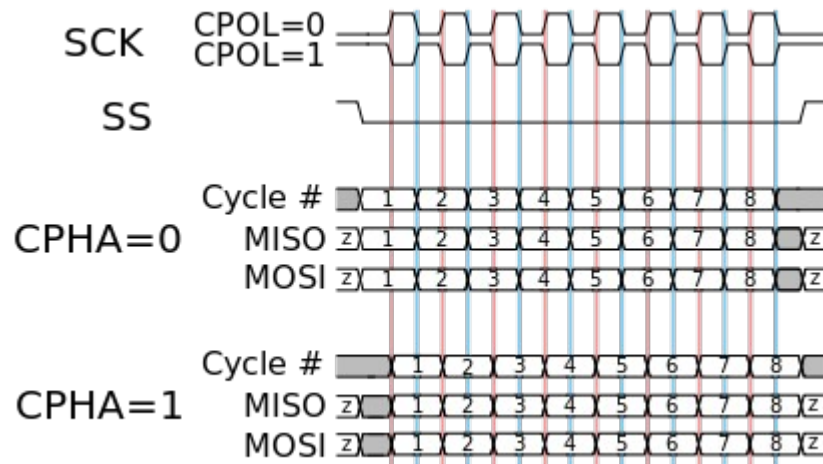 SCK CPOL=0
CPOL=1
SS
Cycle # 1 2 3 4 5 6 7 8
CPHA=0
MISO z 1 2 3 4 5 6 7 8 z
MOSI z 1 2 3 4 5 6 7 8 z
Cycle # 1 2 3 4 5 6 7 8
CPHA=1
MISO z 1 2 3 4 5 6 7 8 z
MOSI z 1 2 3 4 5 6 7 8 z